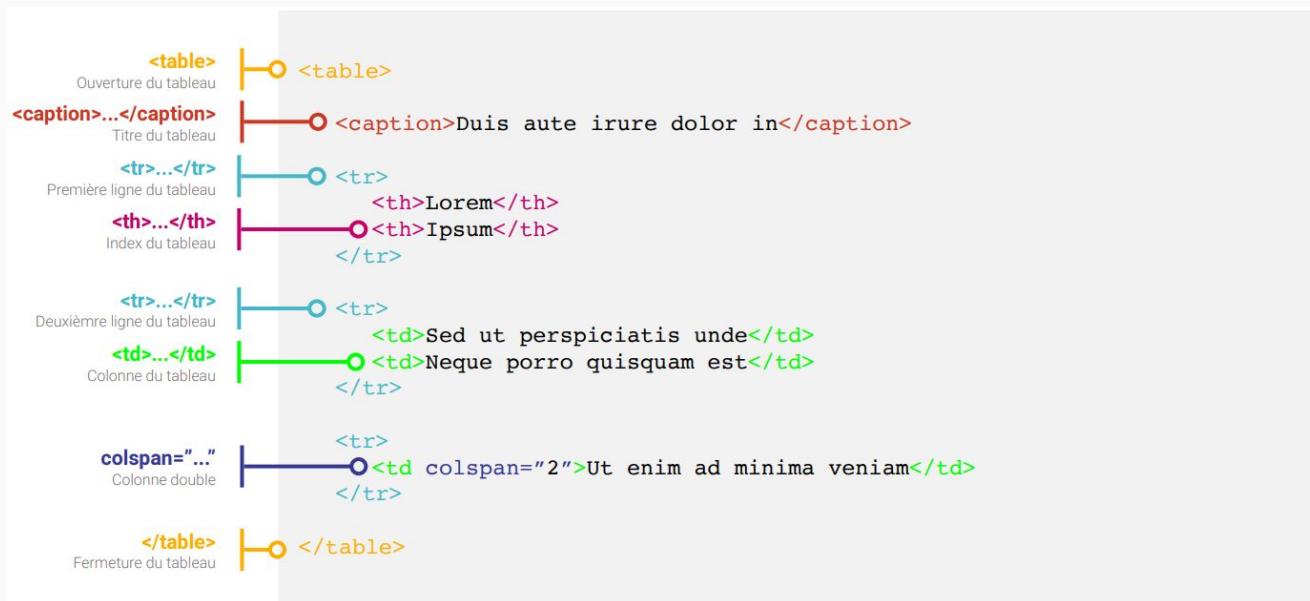 <table>
Ouverture du tableau
<table>
<caption>...</caption>
Titre du tableau
<caption>Duis aute irure dolor in</caption>
<tr>...</tr>
Première ligne du tableau
<tr>
<th>Lorem</th>
<th>...</th>
Index du tableau
<th>Ipsum</th>
</tr>
<tr>...</tr>
Deuxièmre ligne du tableau
<tr>
<td>Sed ut perspiciatis unde</td>
<td>...</td>
Colonne du tableau
<td>Neque porro quisquam est</td>
</tr>
<tr>
colspan=”...”
Colonne double
<td colspan=”2”>Ut enim ad minima veniam</td>
</tr>
</table>
Fermeture du tableau
</table>